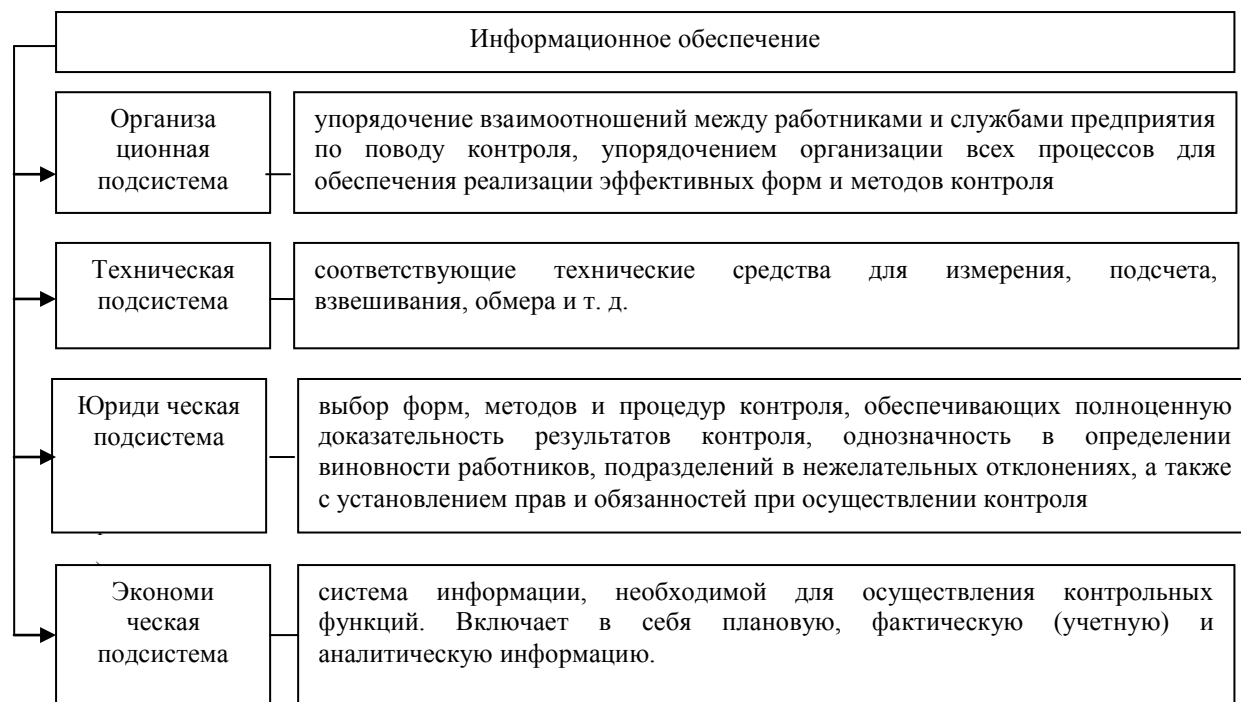 Информационное обеспечение
Организа
ционная
подсистема
упорядочение взаимоотношений между работниками и службами предприятия
по поводу контроля, упорядочением организации всех процессов для
обеспечения реализации эффективных форм и методов контроля
Техническая
подсистема
соответствующие технические средства для измерения, подсчета,
взвешивания, обмера и т. д.
Юриди ческая
подсистема
выбор форм, методов и процедур контроля, обеспечивающих полноценную
доказательность результатов контроля, однозначность в определении
виновности работников, подразделений в нежелательных отклонениях, а также
с установлением прав и обязанностей при осуществлении контроля
Экономи
ческая
подсистема
система информации, необходимой для осуществления контрольных
функций. Включает в себя плановую, фактическую (учетную) и
аналитическую информацию.